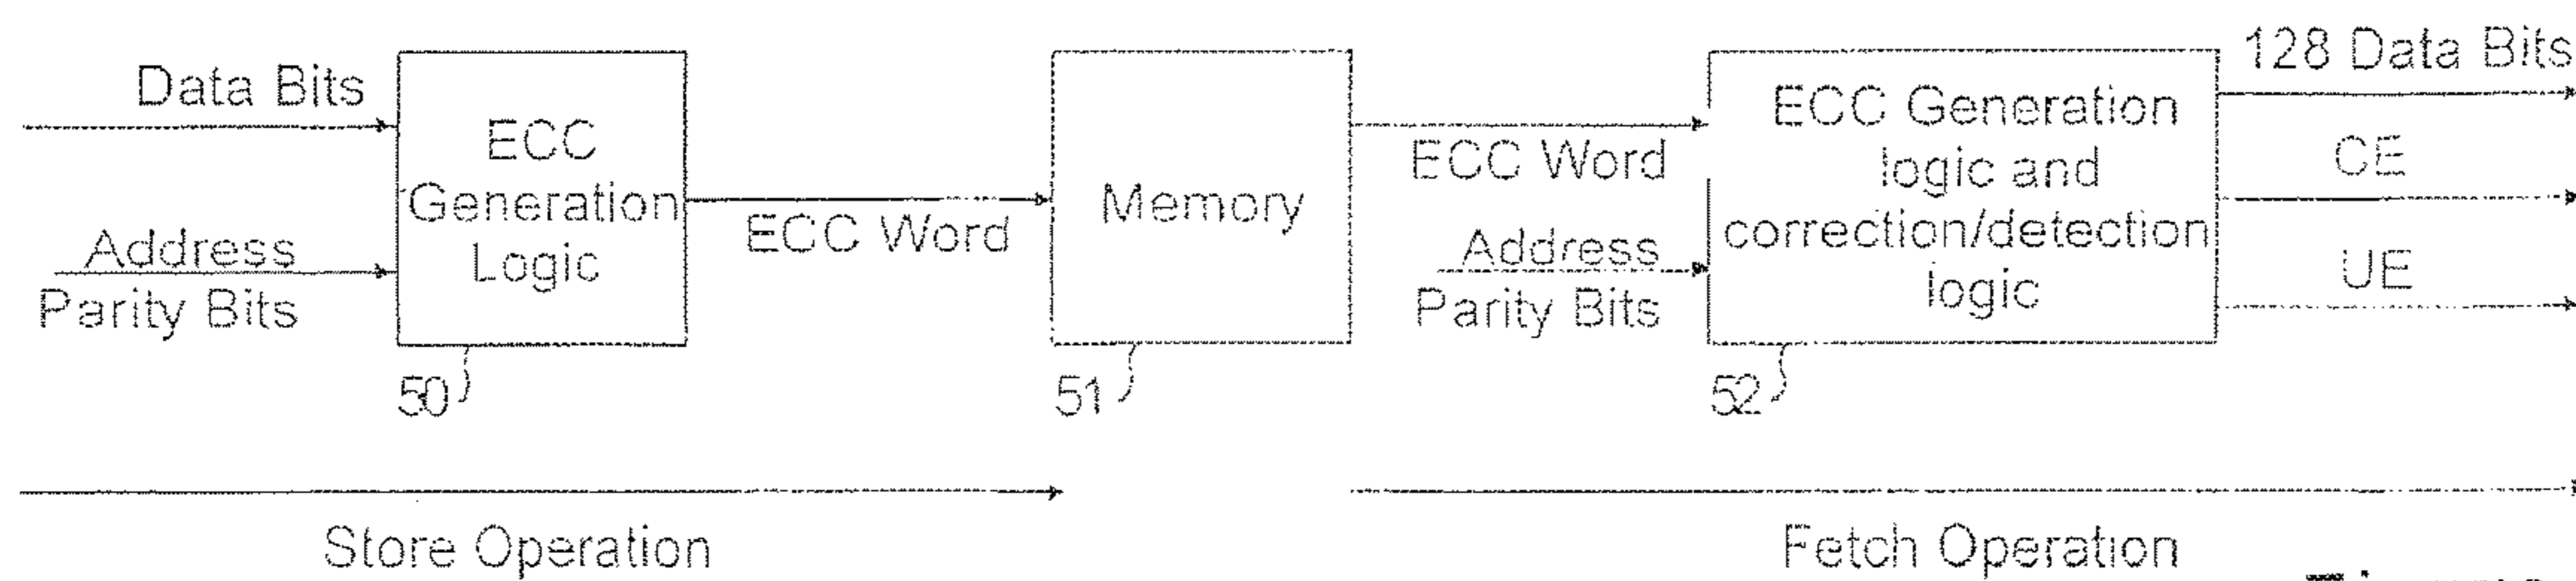 Data Bits
Address
Parity Bits
ECC
Generation
Logic
50
ECC Word
Memory
51
ECC Word
Address
Parity Bits
ECC Generation
logic and
correction/detection
logic
52
128 Data Bits
CE
UE
Store Operation
Fetch Operation